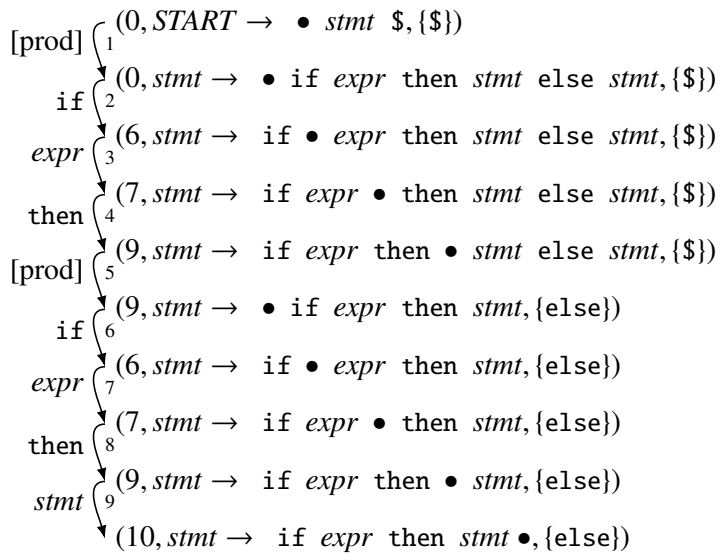 (0, START → • stmt $, {$})
[prod] 1
(0, stmt → • if expr then stmt else stmt, {$})
if 2
(6, stmt → if • expr then stmt else stmt, {$})
expr 3
(7, stmt → if expr • then stmt else stmt, {$})
then 4
(9, stmt → if expr then • stmt else stmt, {$})
[prod] 5
(9, stmt → • if expr then stmt, {else})
if 6
(6, stmt → if • expr then stmt, {else})
expr 7
(7, stmt → if expr • then stmt, {else})
then 8
(9, stmt → if expr then • stmt, {else})
stmt 9
(10, stmt → if expr then stmt •, {else})